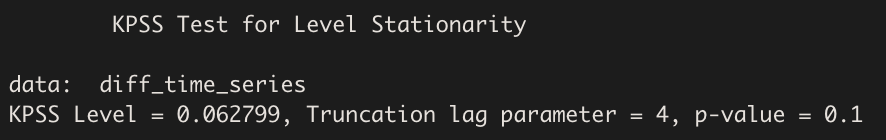 KPSS Test for Level Stationarity
data:  diff_time_series
KPSS Level = 0.062799, Truncation lag parameter = 4, p-value = 0.1